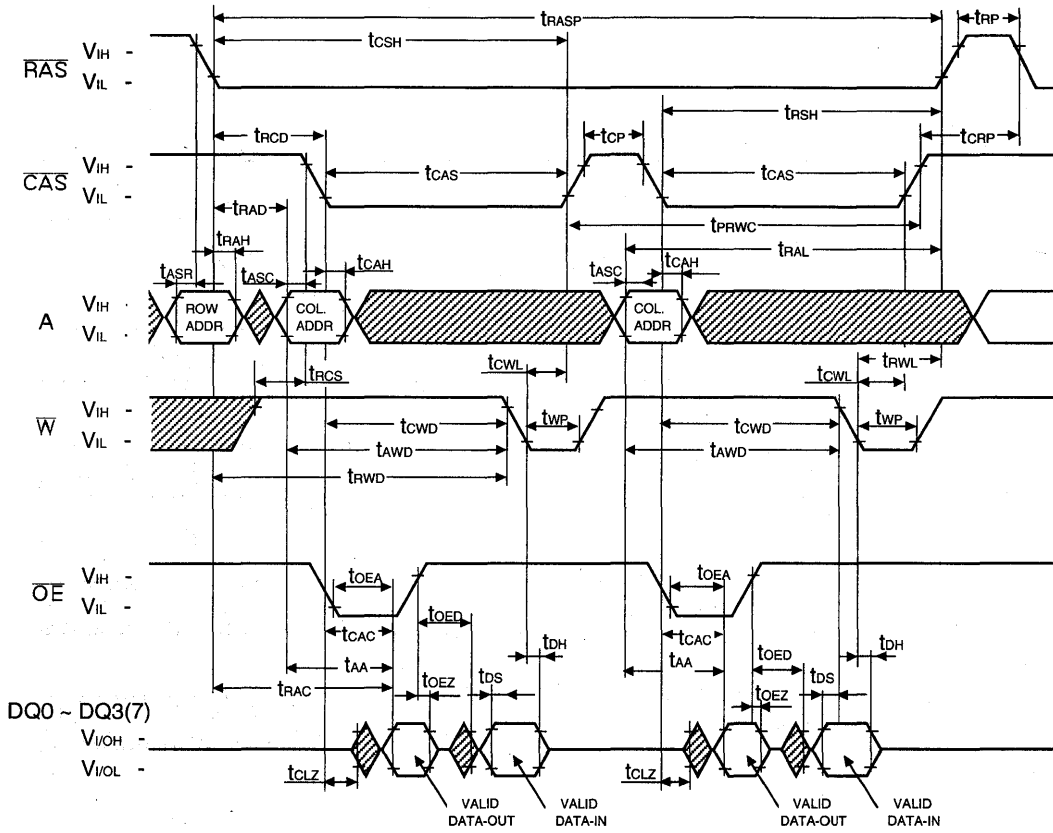 tRASP
tRP
tCSH
VIH -
RAS
VIL -
tRSH
tRCD
tCP
tCRP
VIH -
CAS
VIL -
tCAS
tCAS
tRAD
tPRWC
tRAH
tRAL
tASR
tASC
tCAH
tASC
tCAH
VIH -
A
VIL -
ROW ADDR
COL. ADDR
COL. ADDR
tRCS
tCWL
tCWL
tRWL
VIH -
W
VIL -
tCWD
tWP
tCWD
tWP
tAWD
tAWD
tRWD
VIH -
OE
VIL -
tOEA
tOEA
tOED
tCAC
tDH
tCAC
tOED
tDH
tAA
tAA
tRAC
tOEZ
tDS
tOEZ
tDS
DQ0 ~ DQ3(7)
VI/OH -
VI/OL -
tCLZ
tCLZ
VALID DATA-OUT
VALID DATA-IN
VALID DATA-OUT
VALID DATA-IN